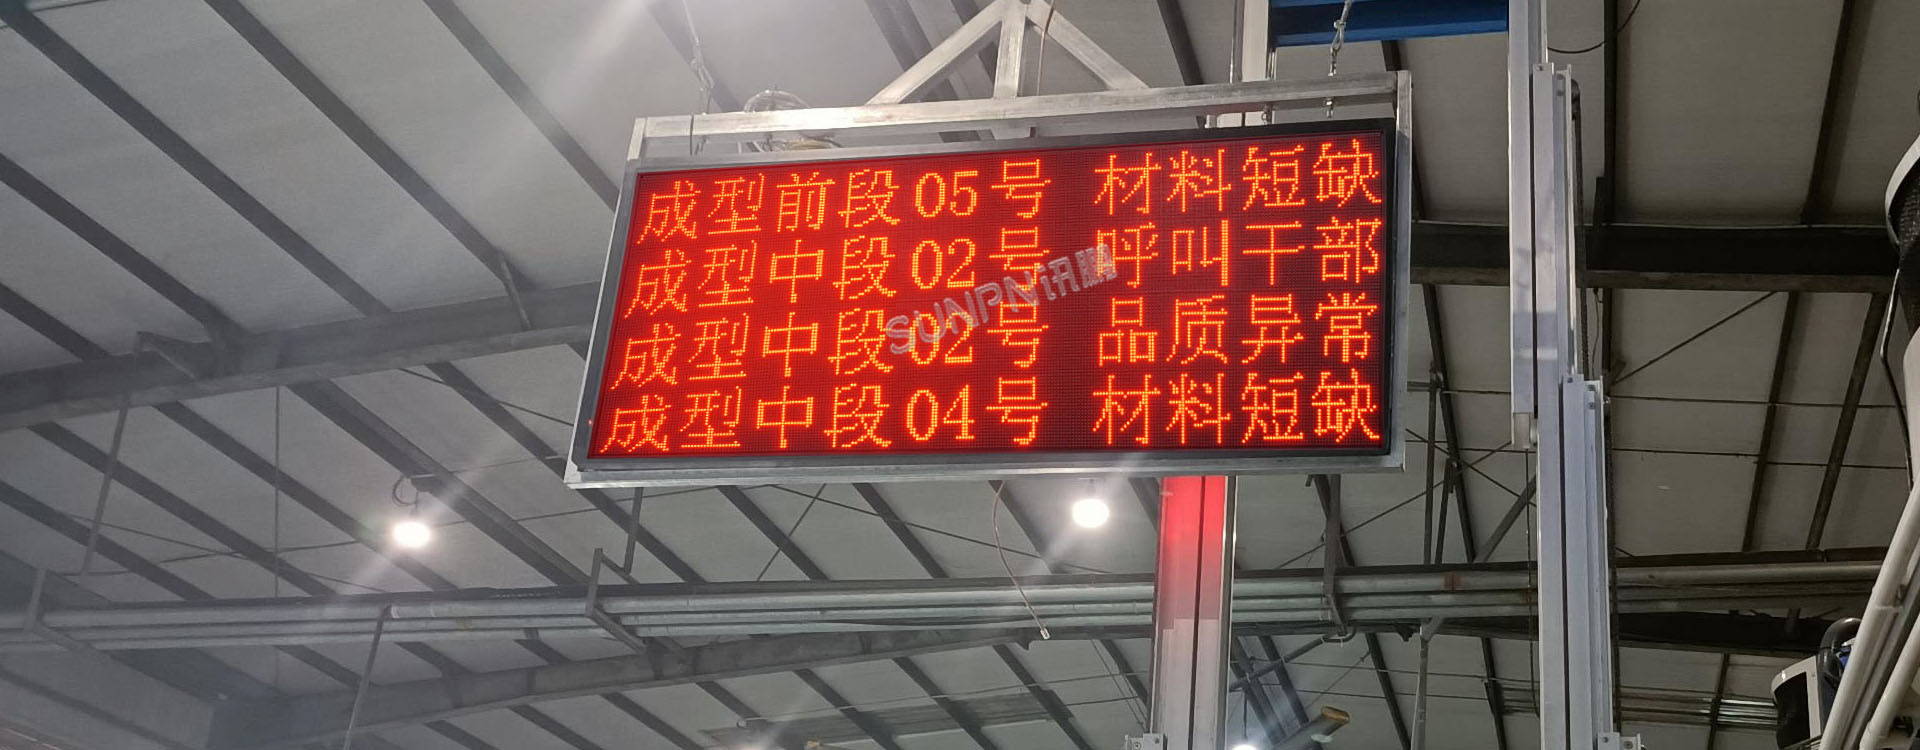 成型前段05号 材料短缺
成型中段02号 呼叫干部
成型中段02号 品质异常
成型中段04号 材料短缺
SUNPN讯鹏